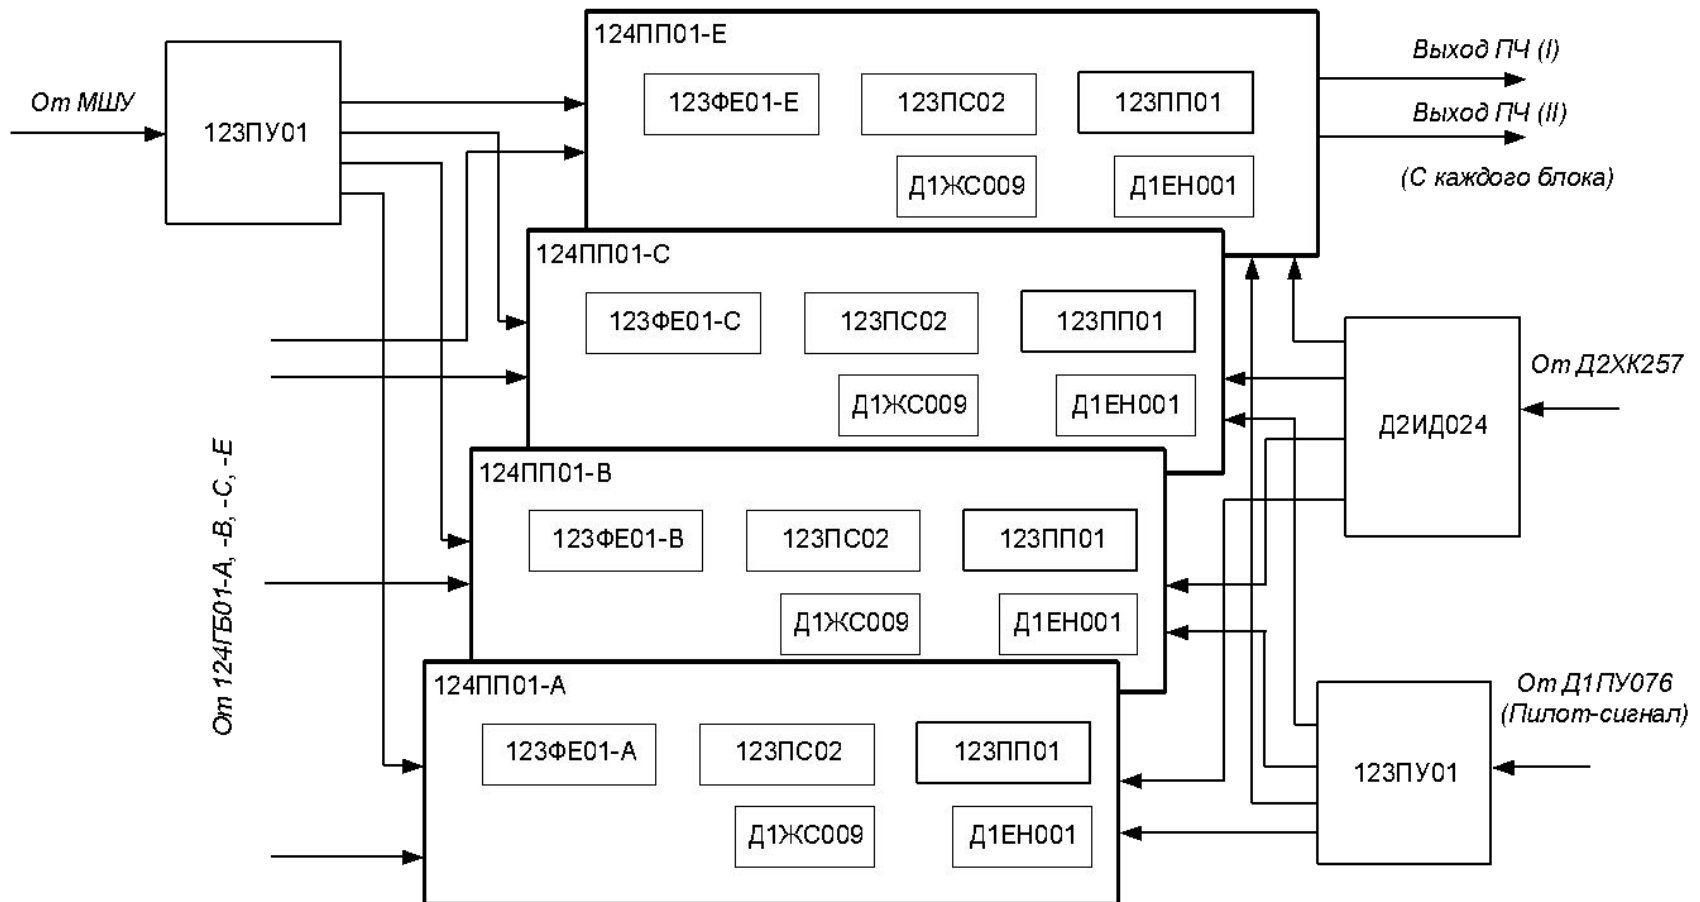 124ПП01-Е
Выход ПЧ (I)
От МШУ
123ПУ01
123ФЕ01-Е
123ПС02
123ПП01
Выход ПЧ (II)
Д1ЖС009
Д1ЕН001
(С каждого блока)
124ПП01-С
123ФЕ01-С
123ПС02
123ПП01
От Д2ХК257
Д1ЖС009
Д1ЕН001
Д2ИД024
124ПП01-В
От 124ГБ01-А, -В, -С, -Е
123ФЕ01-В
123ПС02
123ПП01
Д1ЖС009
Д1ЕН001
124ПП01-А
От Д1ПУ076
(Пилот-сигнал)
123ФЕ01-А
123ПС02
123ПП01
123ПУ01
Д1ЖС009
Д1ЕН001